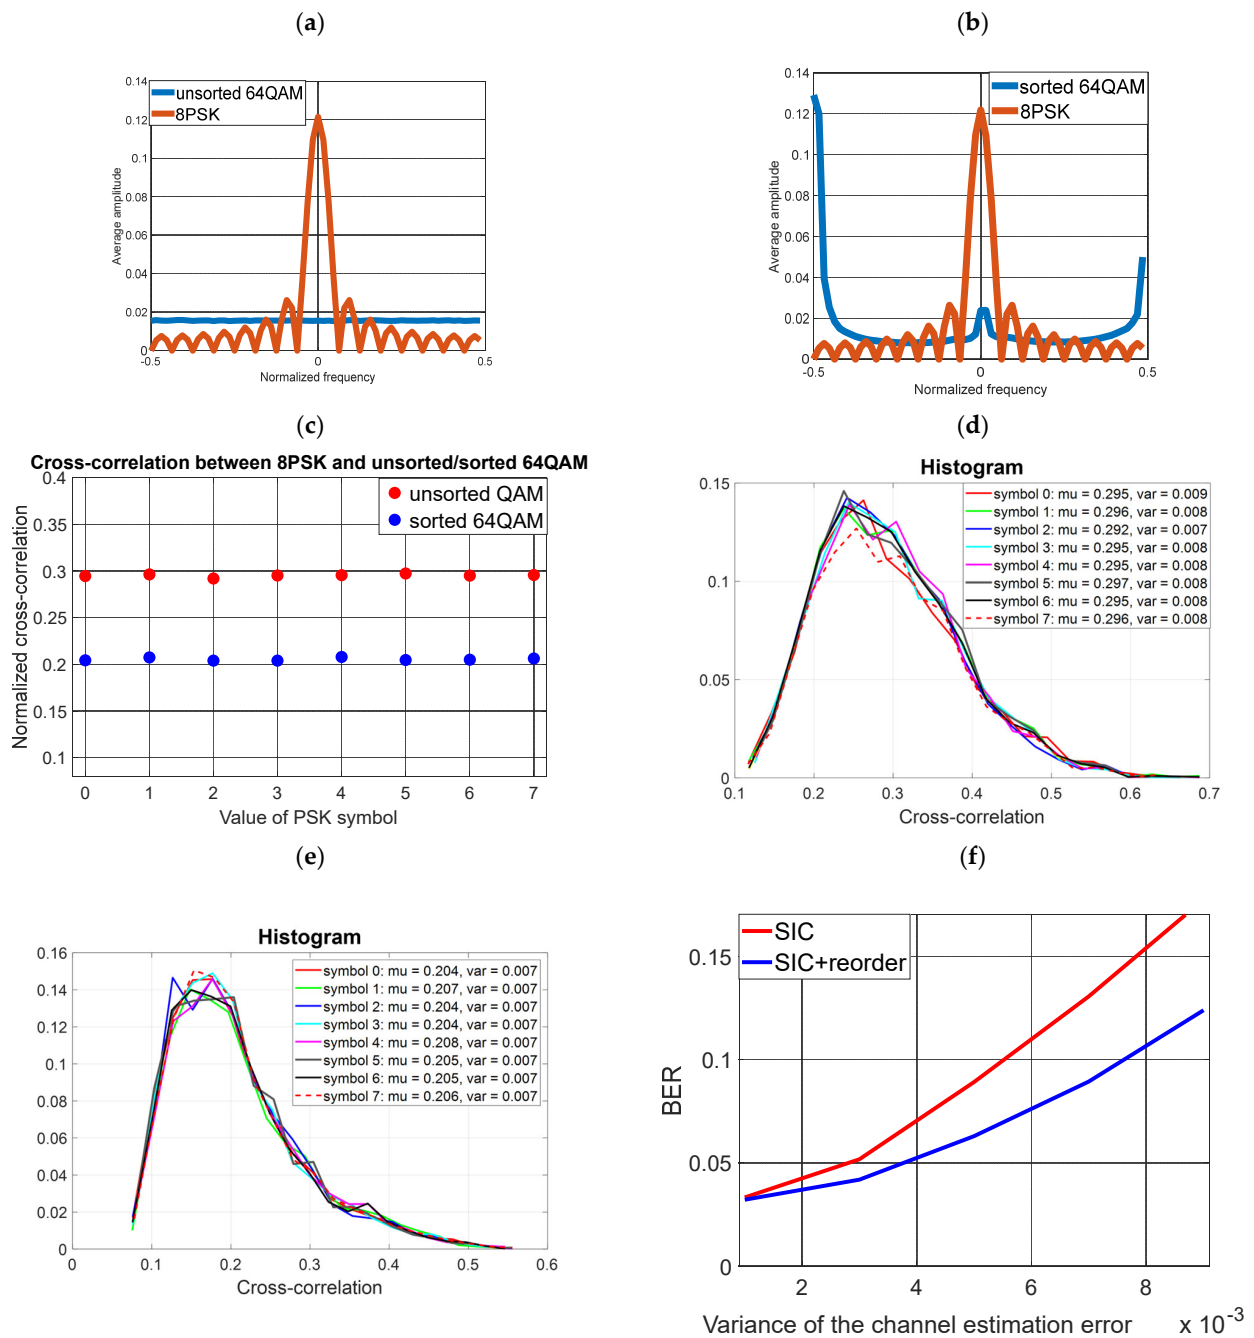 (a)
(b)
unsorted 64QAM
8PSK
0.14
0.12
0.1
0.08
0.06
0.04
0.02
0
-0.5
0
0.5
Average amplitude
Normalized frequency
sorted 64QAM
8PSK
0.14
0.12
0.1
0.08
0.06
0.04
0.02
0
-0.5
0
0.5
Average amplitude
Normalized frequency
(c)
(d)
Cross-correlation between 8PSK and unsorted/sorted 64QAM
unsorted QAM
sorted 64QAM
0.4
0.35
0.3
0.25
0.2
0.15
0.1
0 1 2 3 4 5 6 7
Normalized cross-correlation
Value of PSK symbol
Histogram
symbol 0: mu = 0.295, var = 0.009
symbol 1: mu = 0.296, var = 0.008
symbol 2: mu = 0.292, var = 0.007
symbol 3: mu = 0.295, var = 0.008
symbol 4: mu = 0.295, var = 0.008
symbol 5: mu = 0.297, var = 0.008
symbol 6: mu = 0.295, var = 0.008
symbol 7: mu = 0.296, var = 0.008
0.15
0.1
0.05
0
0.1 0.2 0.3 0.4 0.5 0.6 0.7
Cross-correlation
(e)
(f)
Histogram
symbol 0: mu = 0.204, var = 0.007
symbol 1: mu = 0.207, var = 0.007
symbol 2: mu = 0.204, var = 0.007
symbol 3: mu = 0.204, var = 0.007
symbol 4: mu = 0.208, var = 0.007
symbol 5: mu = 0.205, var = 0.007
symbol 6: mu = 0.205, var = 0.007
symbol 7: mu = 0.206, var = 0.007
0.16
0.14
0.12
0.1
0.08
0.06
0.04
0.02
0
0 0.1 0.2 0.3 0.4 0.5 0.6
Cross-correlation
SIC
SIC+reorder
0.15
0.1
0.05
0
2 4 6 8
BER
Variance of the channel estimation error x 10-3